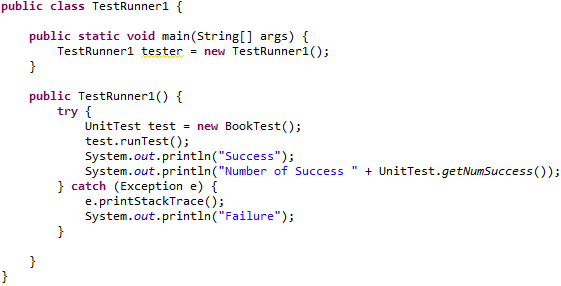 public class TestRunner1 {
public static void main(String[] args) {
TestRunner1 tester = new TestRunner1();
}
public TestRunner1() {
try {
UnitTest test = new BookTest();
test.runTest();
System.out.println("Success");
System.out.println("Number of Success " + UnitTest.getNumSuccess());
} catch (Exception e) {
e.printStackTrace();
System.out.println("Failure");
}
}
}